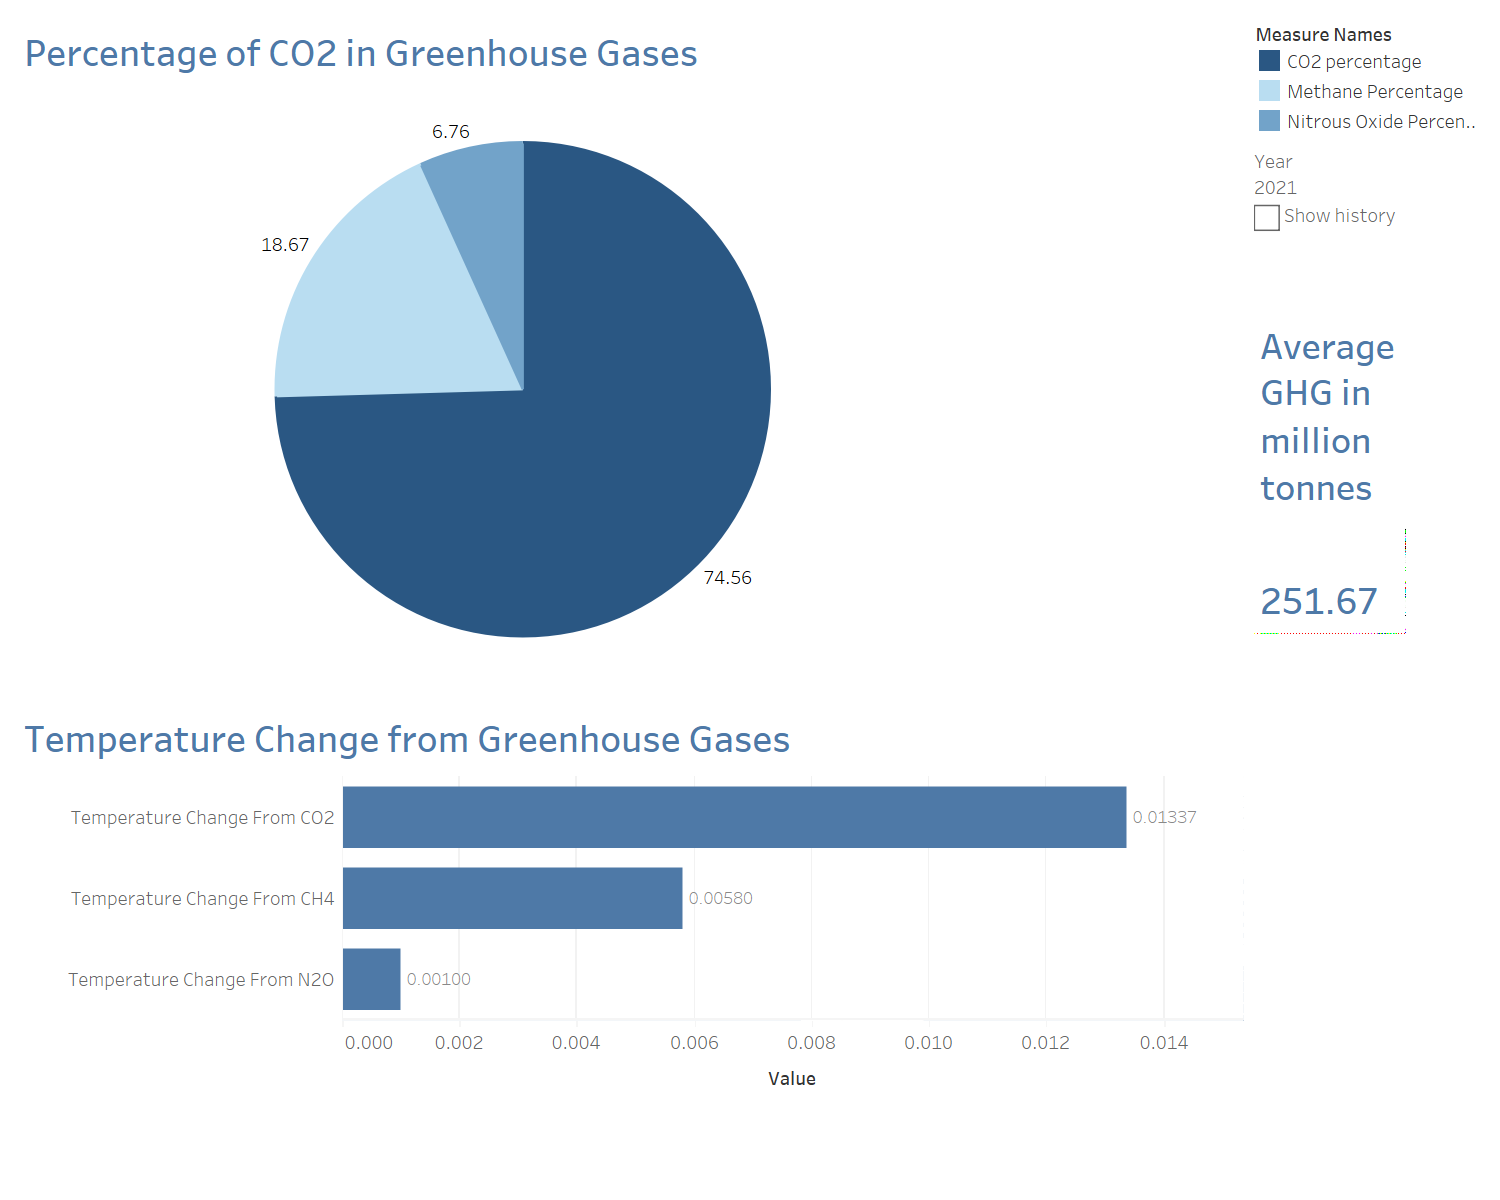 Percentage of CO2 in Greenhouse Gases
6.76
18.67
74.56
Measure Names
CO2 percentage
Methane Percentage
Nitrous Oxide Percen..
Year
2021
Show history
Average
GHG in
million
tonnes
251.67
Temperature Change from Greenhouse Gases
Temperature Change From CO2
0.01337
Temperature Change From CH4
0.00580
Temperature Change From N2O
0.00100
0.000
0.002
0.004
0.006
0.008
0.010
0.012
0.014
Value